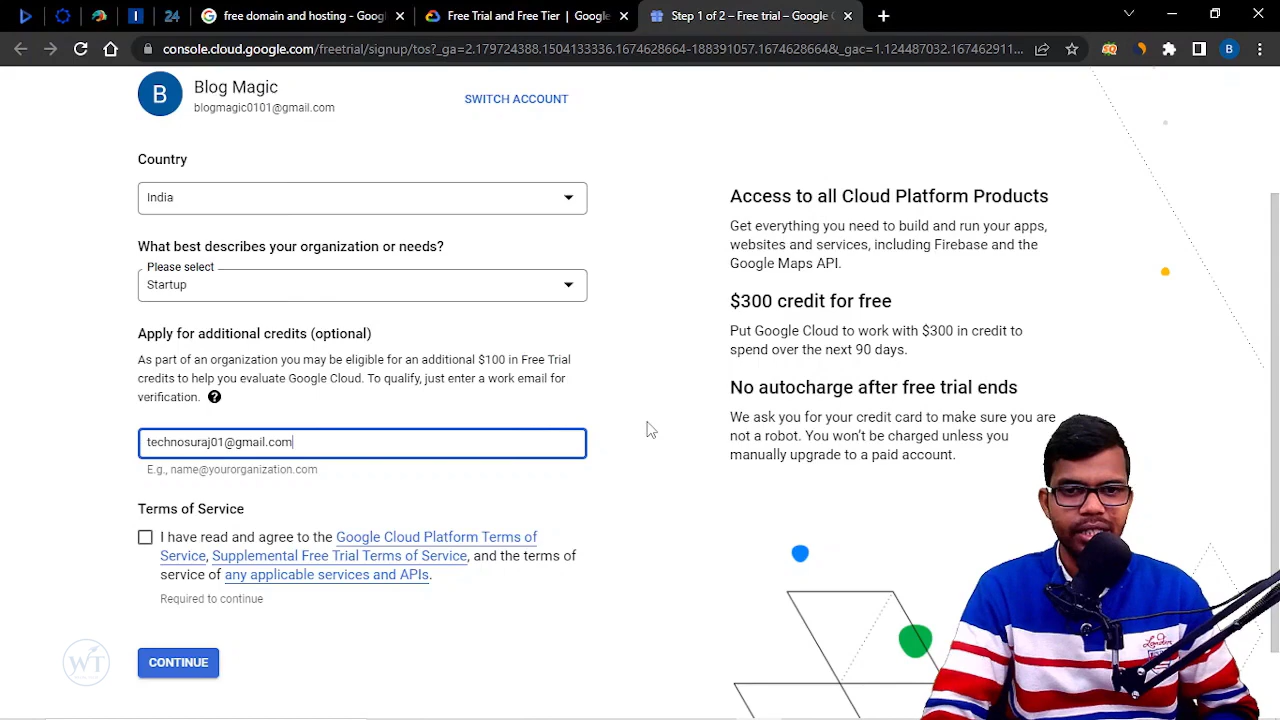 free domain and hosting - Goog
Free Trial and Free Tier | Google
Step 1 of 2 – Free trial – Google C
console.cloud.google.com/freetrial/signup/tos?_ga=2.179724388.1504133336.1674628664-188391057.1674628664&_gac=1.124487032.167462911...
B
24
B
Blog Magic
blogmagic0101@gmail.com
SWITCH ACCOUNT
Country
India
What best describes your organization or needs?
Please select
Startup
Apply for additional credits (optional)
As part of an organization you may be eligible for an additional $100 in Free Trial
credits to help you evaluate Google Cloud. To qualify, just enter a work email for
verification.
technosuraj01@gmail.com
E.g., name@yourorganization.com
Terms of Service
I have read and agree to the Google Cloud Platform Terms of
Service, Supplemental Free Trial Terms of Service, and the terms of
service of any applicable services and APIs.
Required to continue
CONTINUE
WT
Access to all Cloud Platform Products
Get everything you need to build and run your apps,
websites and services, including Firebase and the
Google Maps API.
$300 credit for free
Put Google Cloud to work with $300 in credit to
spend over the next 90 days.
No autocharge after free trial ends
We ask you for your credit card to make sure you are
not a robot. You won't be charged unless you
manually upgrade to a paid account.
London